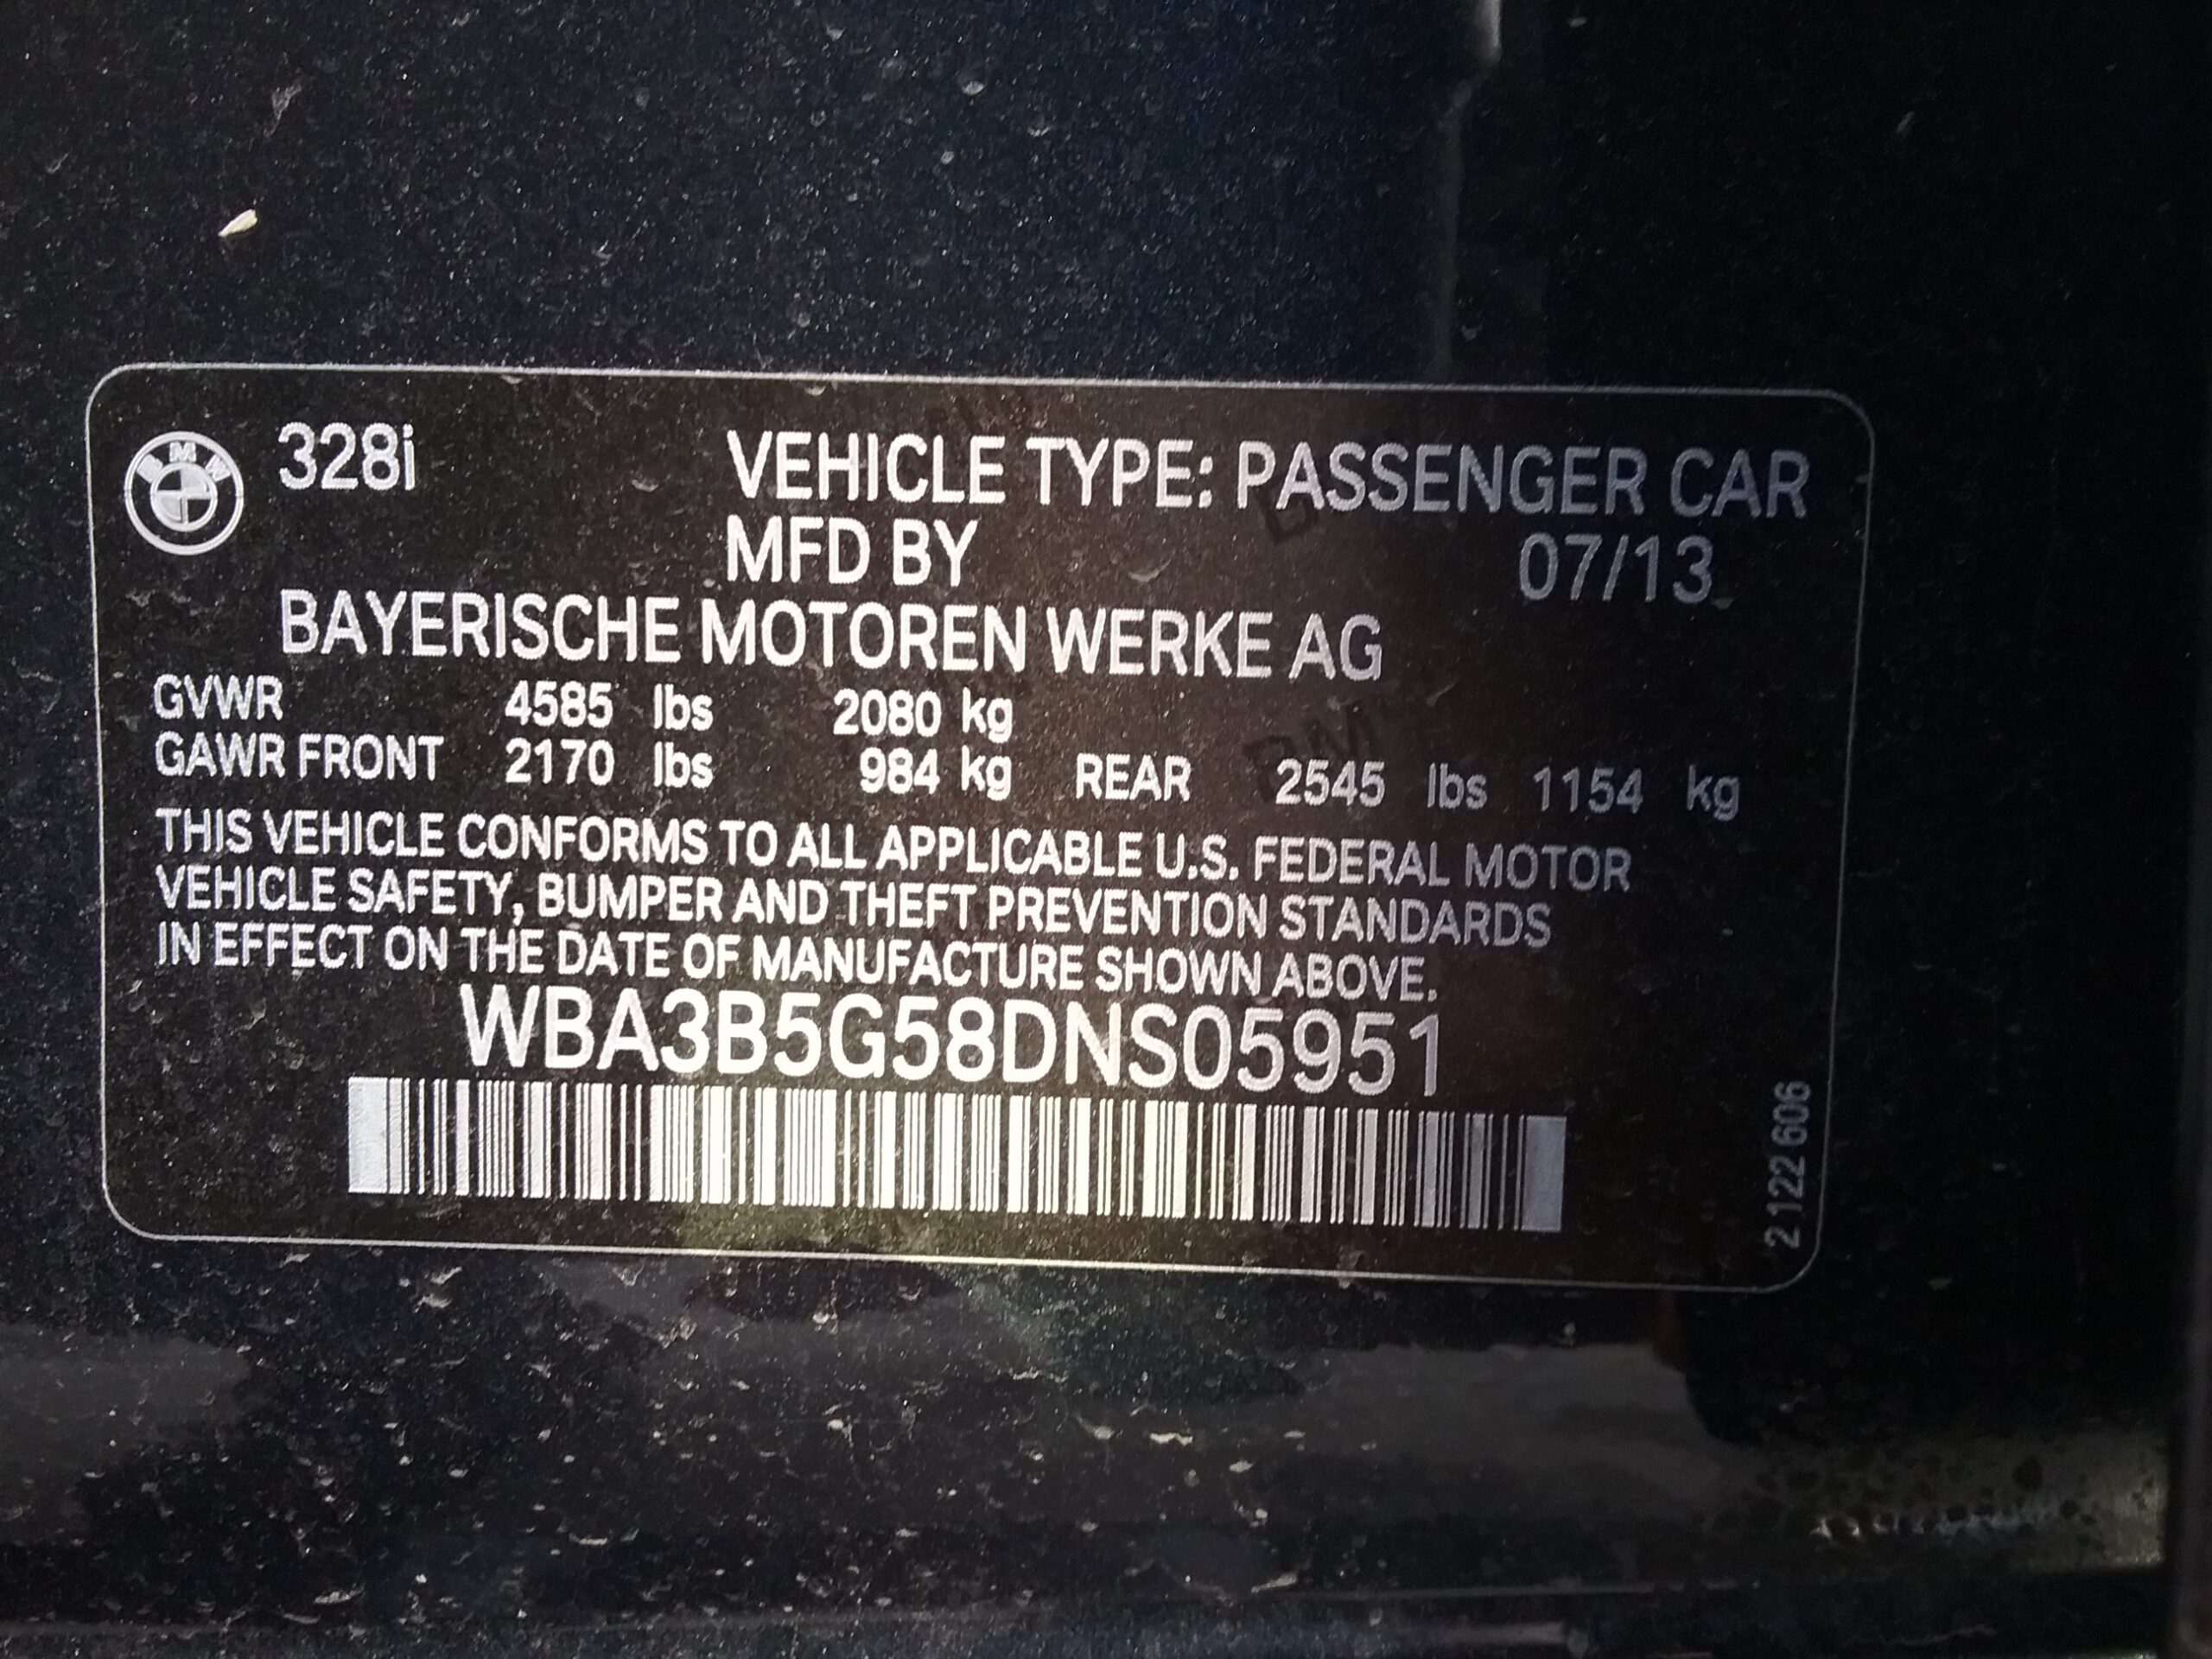 BMW 328i VEHICLE TYPE: PASSENGER CAR
MFD BY 07/13
BAYERISCHE MOTOREN WERKE AG
GVWR 4585 lbs 2080 kg
GAWR FRONT 2170 lbs 984 kg REAR 2545 lbs 1154 kg
THIS VEHICLE CONFORMS TO ALL APPLICABLE U.S. FEDERAL MOTOR
VEHICLE SAFETY, BUMPER AND THEFT PREVENTION STANDARDS
IN EFFECT ON THE DATE OF MANUFACTURE SHOWN ABOVE.
WBA3B5G58DNS05951
2 122 606